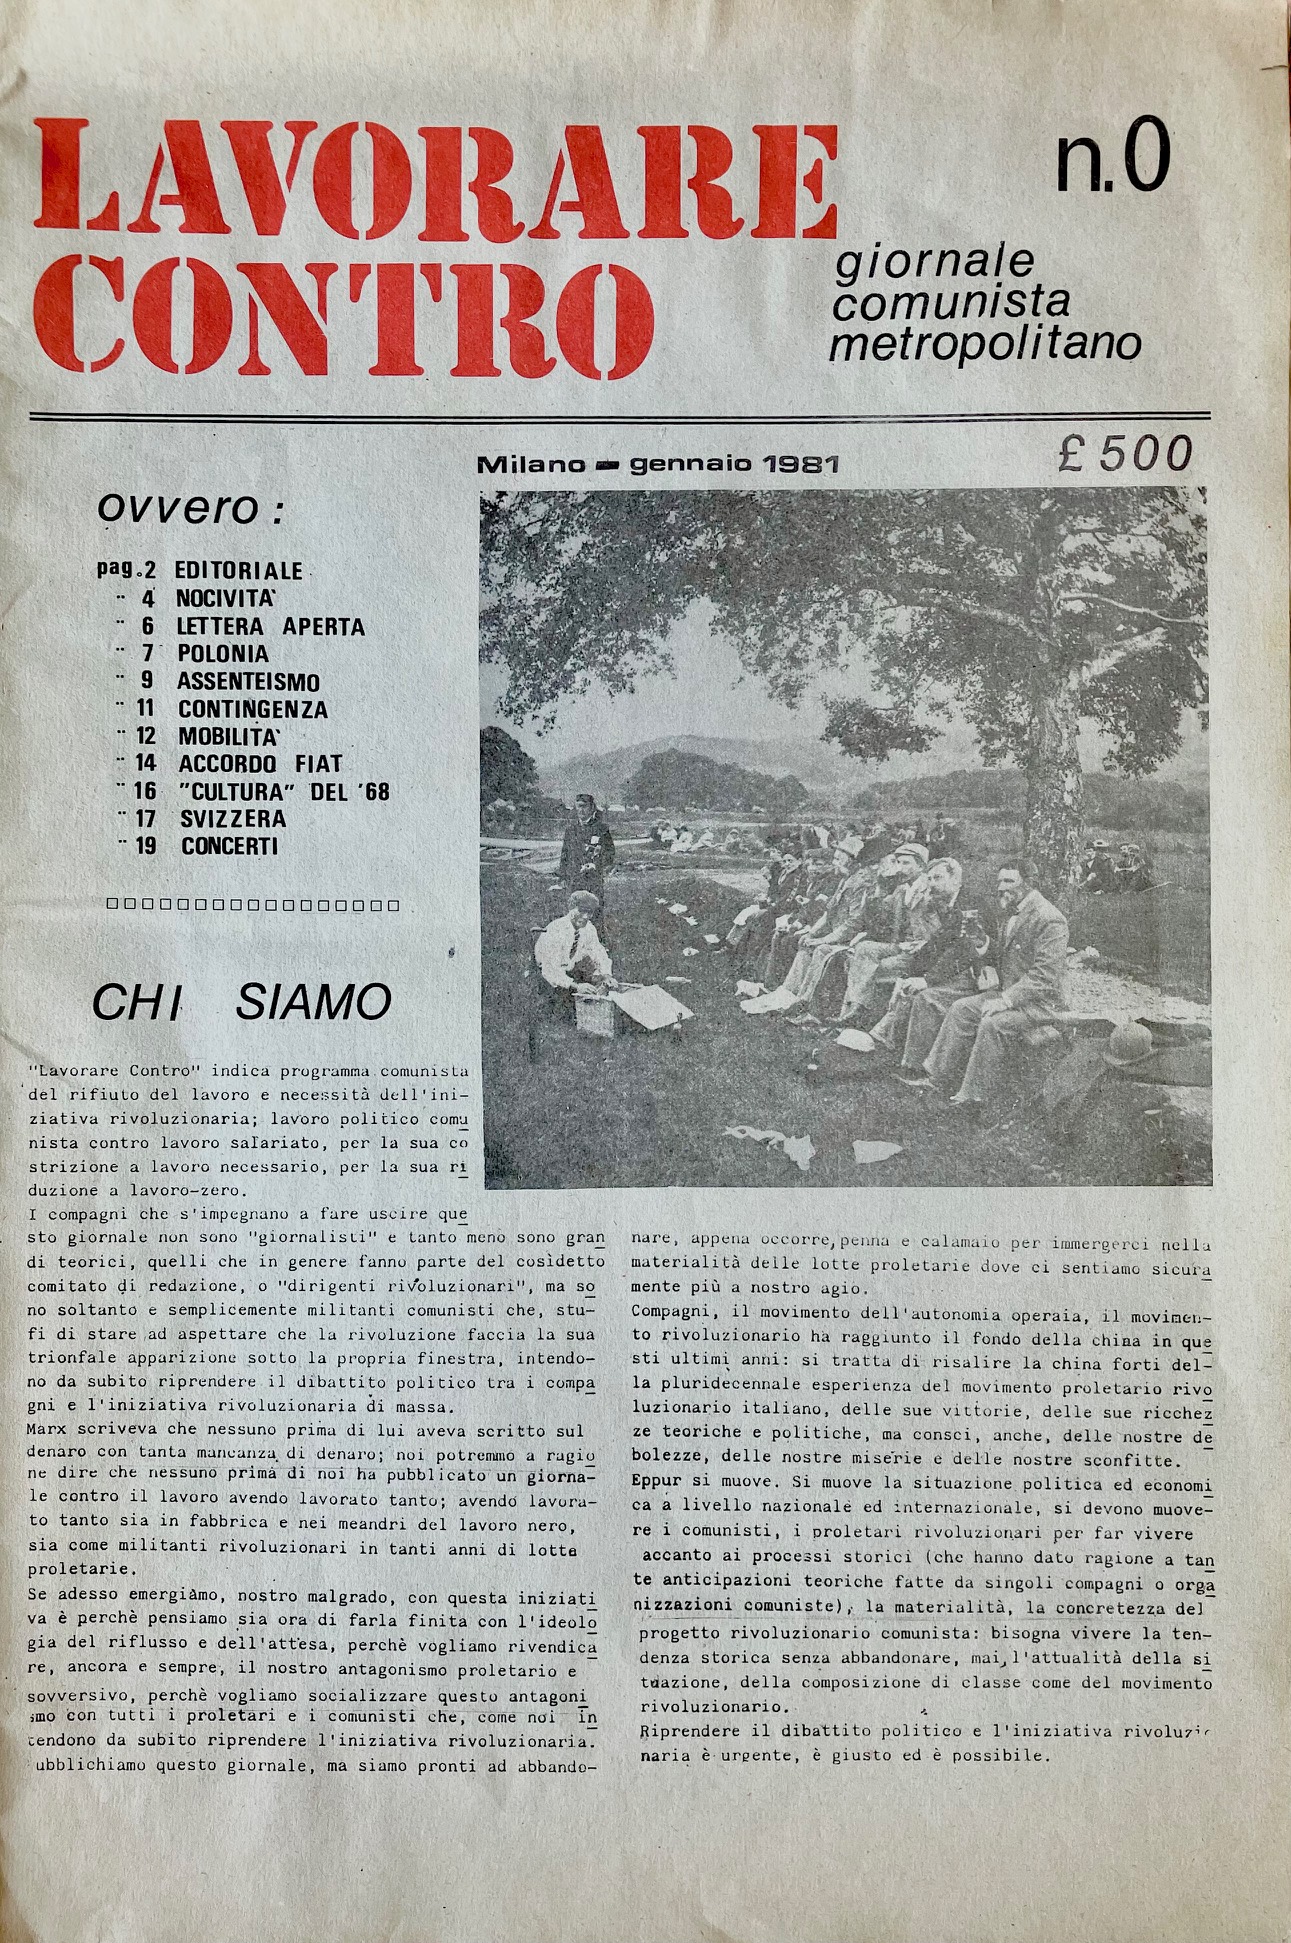 LAVORARE
CONTRO
n.0
giornale
comunista
metropolitano
Milano - gennaio 1981
£ 500
ovvero :
pag.2 EDITORIALE
" 4 NOCIVITA`
" 6 LETTERA APERTA
" 7 POLONIA
" 9 ASSENTEISMO
" 11 CONTINGENZA
" 12 MOBILITA`
" 14 ACCORDO FIAT
" 16 "CULTURA" DEL '68
" 17 SVIZZERA
" 19 CONCERTI
CHI SIAMO
"Lavorare Contro" indica programma comunista
del rifiuto del lavoro e necessità dell'ini-
ziativa rivoluzionaria; lavoro politico comu
nista contro lavoro salariato, per la sua co
strizione a lavoro necessario, per la sua ri
duzione a lavoro-zero.
I compagni che s'impegnano a fare uscire que
sto giornale non sono "giornalisti" e tanto meno sono gran
di teorici, quelli che in genere fanno parte del cosìdetto
comitato di redazione, o "dirigenti rivoluzionari", ma so
no soltanto e semplicemente militanti comunisti che, stu-
fi di stare ad aspettare che la rivoluzione faccia la sua
trionfale apparizione sotto la propria finestra, intendo-
no da subito riprendere il dibattito politico tra i compa
gni e l'iniziativa rivoluzionaria di massa.
Marx scriveva che nessuno prima di lui aveva scritto sul
denaro con tanta mancanza di denaro; noi potremmo a ragio
ne dire che nessuno prima di noi ha pubblicato un giorna-
le contro il lavoro avendo lavorato tanto; avendo lavora-
to tanto sia in fabbrica e nei meandri del lavoro nero,
sia come militanti rivoluzionari in tanti anni di lotte
proletarie.
Se adesso emergiamo, nostro malgrado, con questa iniziati
va è perchè pensiamo sia ora di farla finita con l'ideolo
gia del riflusso e dell'attesa, perchè vogliamo rivendica
re, ancora e sempre, il nostro antagonismo proletario e
sovversivo, perchè vogliamo socializzare questo antagoni
smo con tutti i proletari e i comunisti che, come noi in
tendono da subito riprendere l'iniziativa rivoluzionaria.
ubblichiamo questo giornale, ma siamo pronti ad abbando-
nare, appena occorre, penna e calamaio per immergerci nella
materialità delle lotte proletarie dove ci sentiamo sicura
mente più a nostro agio.
Compagni, il movimento dell'autonomia operaia, il movimen-
to rivoluzionario ha raggiunto il fondo della china in que
sti ultimi anni: si tratta di risalire la china forti del-
la pluridecennale esperienza del movimento proletario rivo
luzionario italiano, delle sue vittorie, delle sue ricchez
ze teoriche e politiche, ma consci, anche, delle nostre de
bolezze, delle nostre miserie e delle nostre sconfitte.
Eppur si muove. Si muove la situazione politica ed economi
ca a livello nazionale ed internazionale, si devono muove-
re i comunisti, i proletari rivoluzionari per far vivere
accanto ai processi storici (che hanno dato ragione a tan
te anticipazioni teoriche fatte da singoli compagni o orga
nizzazioni comuniste), la materialità, la concretezza del
progetto rivoluzionario comunista: bisogna vivere la ten-
denza storica senza abbandonare, mai, l'attualità della si
tuazione, della composizione di classe come del movimento
rivoluzionario.
Riprendere il dibattito politico e l'iniziativa rivoluzio
naria è urgente, è giusto ed è possibile.